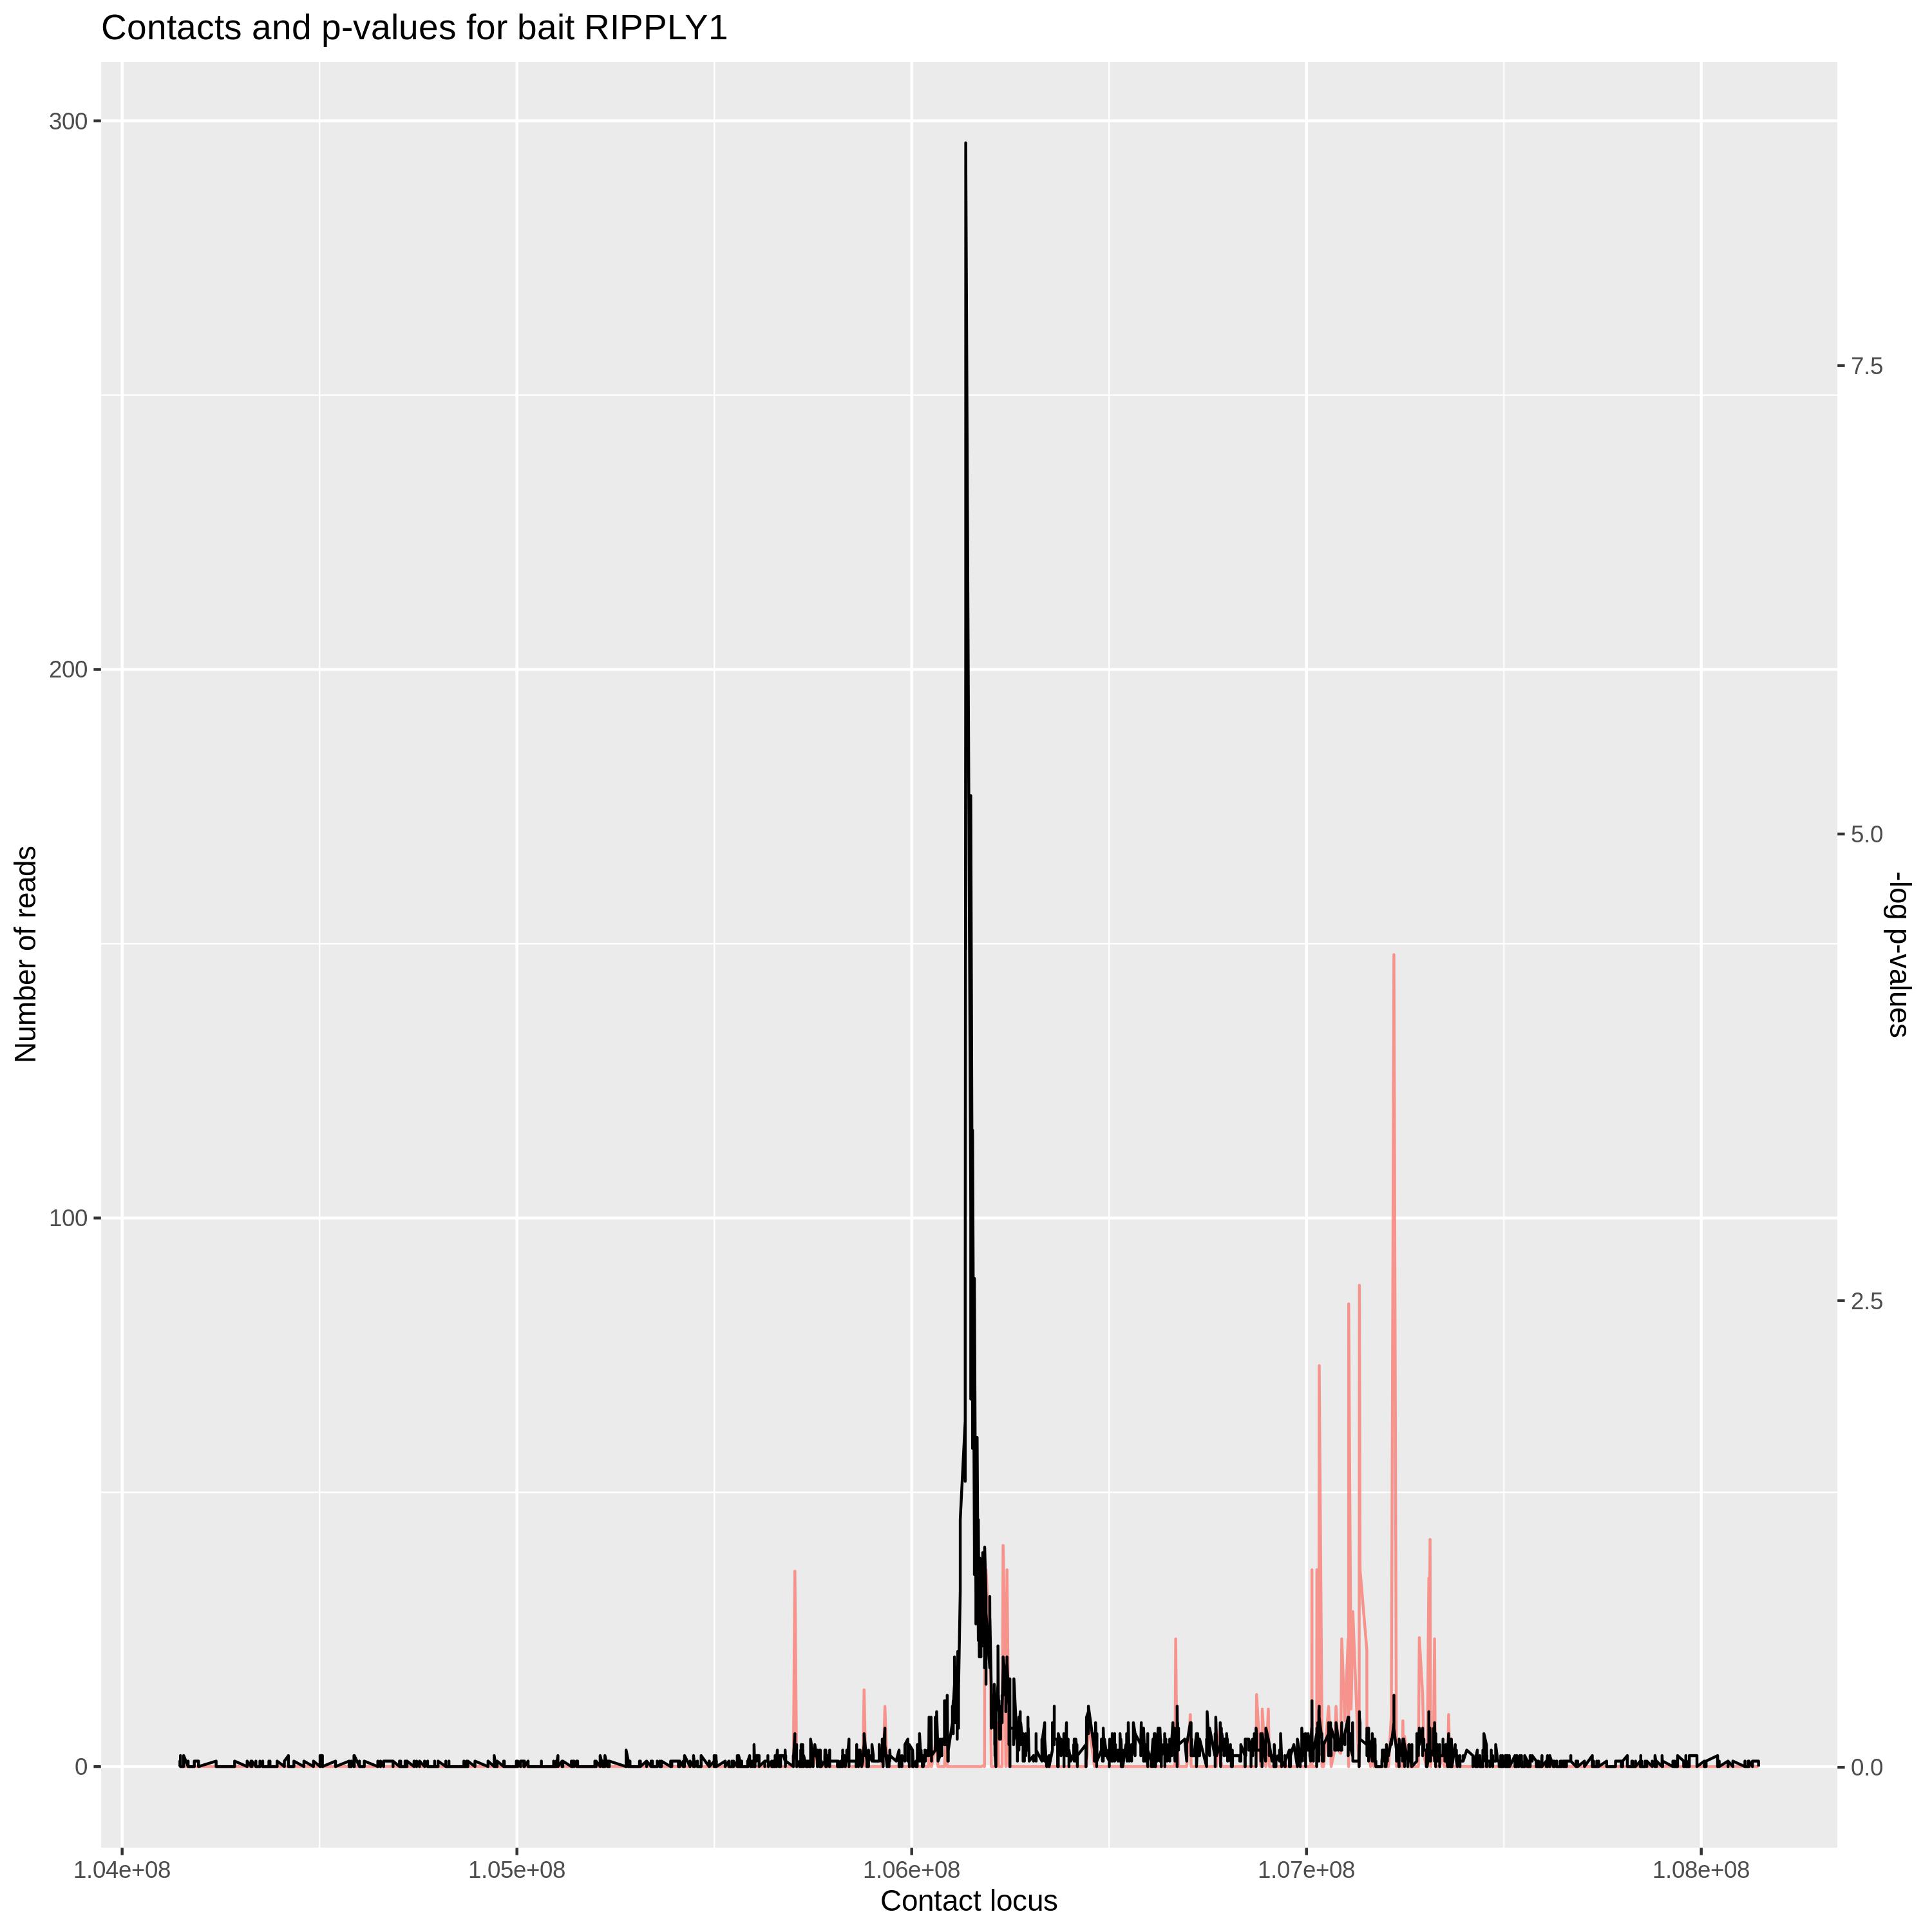 Contacts and p-values for bait RIPPLY1
300
200
100
0
Number of reads
7.5
5.0
2.5
0.0
-log p-values
1.04e+08 1.05e+08 1.06e+08 1.07e+08 1.08e+08
Contact locus